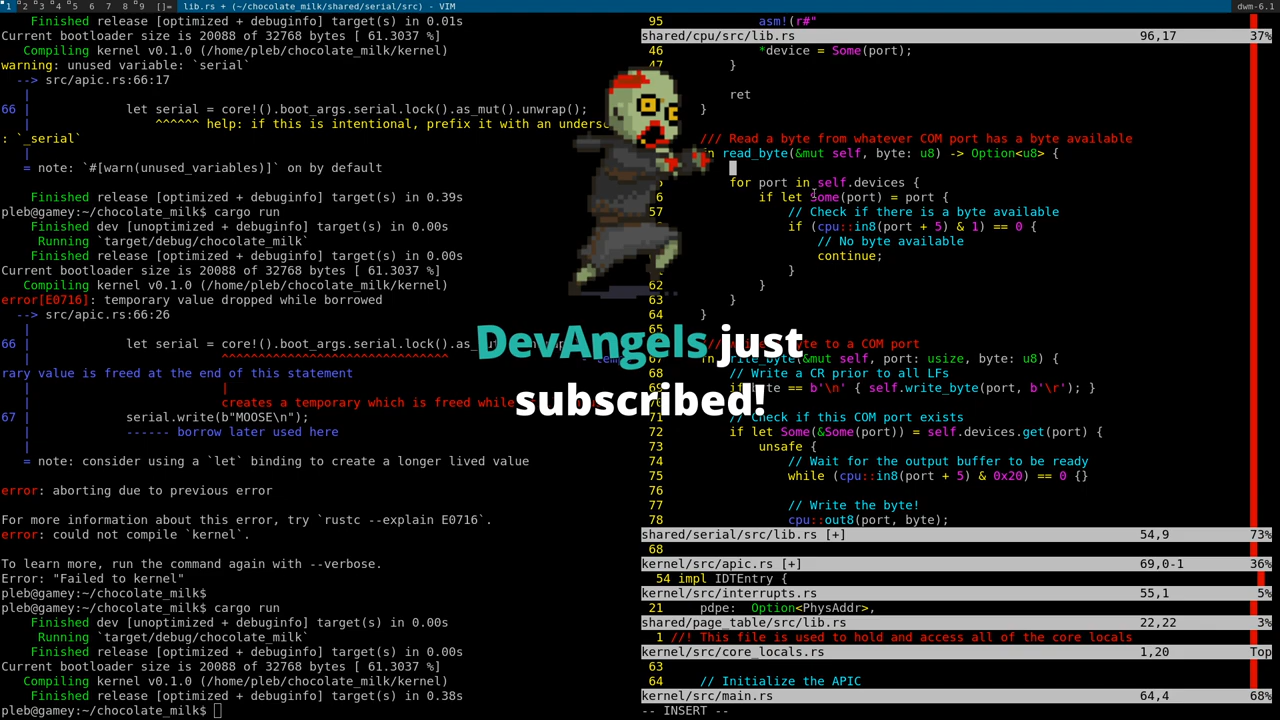 1 2 3 4 5 6 7 8 9 []= lib.rs + (~/chocolate_milk/shared/serial/src) - VIM dwm-6.1
Finished release [optimized + debuginfo] target(s) in 0.01s
Current bootloader size is 20088 of 32768 bytes [ 61.3037 %]
Compiling kernel v0.1.0 (/home/pleb/chocolate_milk/kernel)
warning: unused variable: `serial`
--> src/apic.rs:66:17
|
66 | let serial = core!().boot_args.serial.lock().as_mut().unwrap();
| ^^^^^^ help: if this is intentional, prefix it with an undersc
: `_serial`
|
= note: `#[warn(unused_variables)]` on by default
Finished release [optimized + debuginfo] target(s) in 0.39s
pleb@gamey:~/chocolate_milk$ cargo run
Finished dev [unoptimized + debuginfo] target(s) in 0.00s
Running `target/debug/chocolate_milk`
Finished release [optimized + debuginfo] target(s) in 0.00s
Current bootloader size is 20088 of 32768 bytes [ 61.3037 %]
Compiling kernel v0.1.0 (/home/pleb/chocolate_milk/kernel)
error[E0716]: temporary value dropped while borrowed
--> src/apic.rs:66:26
|
66 | let serial = core!().boot_args.serial.lock().as_
| ^^^^^^^^^^^^^^^^^^^^^^^^^^^^^^^
rary value is freed at the end of this statement
| |
| creates a temporary which is freed while
67 | serial.write(b"MOOSE\n");
| ------ borrow later used here
|
= note: consider using a `let` binding to create a longer lived value
error: aborting due to previous error
For more information about this error, try `rustc --explain E0716`.
error: could not compile `kernel`.
To learn more, run the command again with --verbose.
Error: "Failed to kernel"
pleb@gamey:~/chocolate_milk$
pleb@gamey:~/chocolate_milk$ cargo run
Finished dev [unoptimized + debuginfo] target(s) in 0.00s
Running `target/debug/chocolate_milk`
Finished release [optimized + debuginfo] target(s) in 0.00s
Current bootloader size is 20088 of 32768 bytes [ 61.3037 %]
Compiling kernel v0.1.0 (/home/pleb/chocolate_milk/kernel)
Finished release [optimized + debuginfo] target(s) in 0.38s
pleb@gamey:~/chocolate_milk$
DevAngels just
subscribed!
95 asm!(r#"
shared/cpu/src/lib.rs 96,17 37%
46 *device = Some(port);
47 }
ret
}
/// Read a byte from whatever COM port has a byte available
fn read_byte(&mut self, byte: u8) -> Option<u8> {
for port in self.devices {
if let Some(port) = port {
57 // Check if there is a byte available
if (cpu::in8(port + 5) & 1) == 0 {
// No byte available
continue;
}
62 }
63 }
64 }
65
to a COM port
(&mut self, port: usize, byte: u8) {
68 // Write a CR prior to all LFs
69 if byte == b'\n' { self.write_byte(port, b'\r'); }
71 // Check if this COM port exists
72 if let Some(&Some(port)) = self.devices.get(port) {
73 unsafe {
74 // Wait for the output buffer to be ready
75 while (cpu::in8(port + 5) & 0x20) == 0 {}
76
77 // Write the byte!
78 cpu::out8(port, byte);
shared/serial/src/lib.rs [+] 54,9 73%
68
kernel/src/apic.rs [+] 69,0-1 36%
54 impl IDTEntry {
kernel/src/interrupts.rs 55,1 5%
21 pdpe: Option<PhysAddr>,
shared/page_table/src/lib.rs 22,22 3%
1 //! This file is used to hold and access all of the core locals
kernel/src/core_locals.rs 1,20 Top
63
64 // Initialize the APIC
kernel/src/main.rs 64,4 68%
-- INSERT --